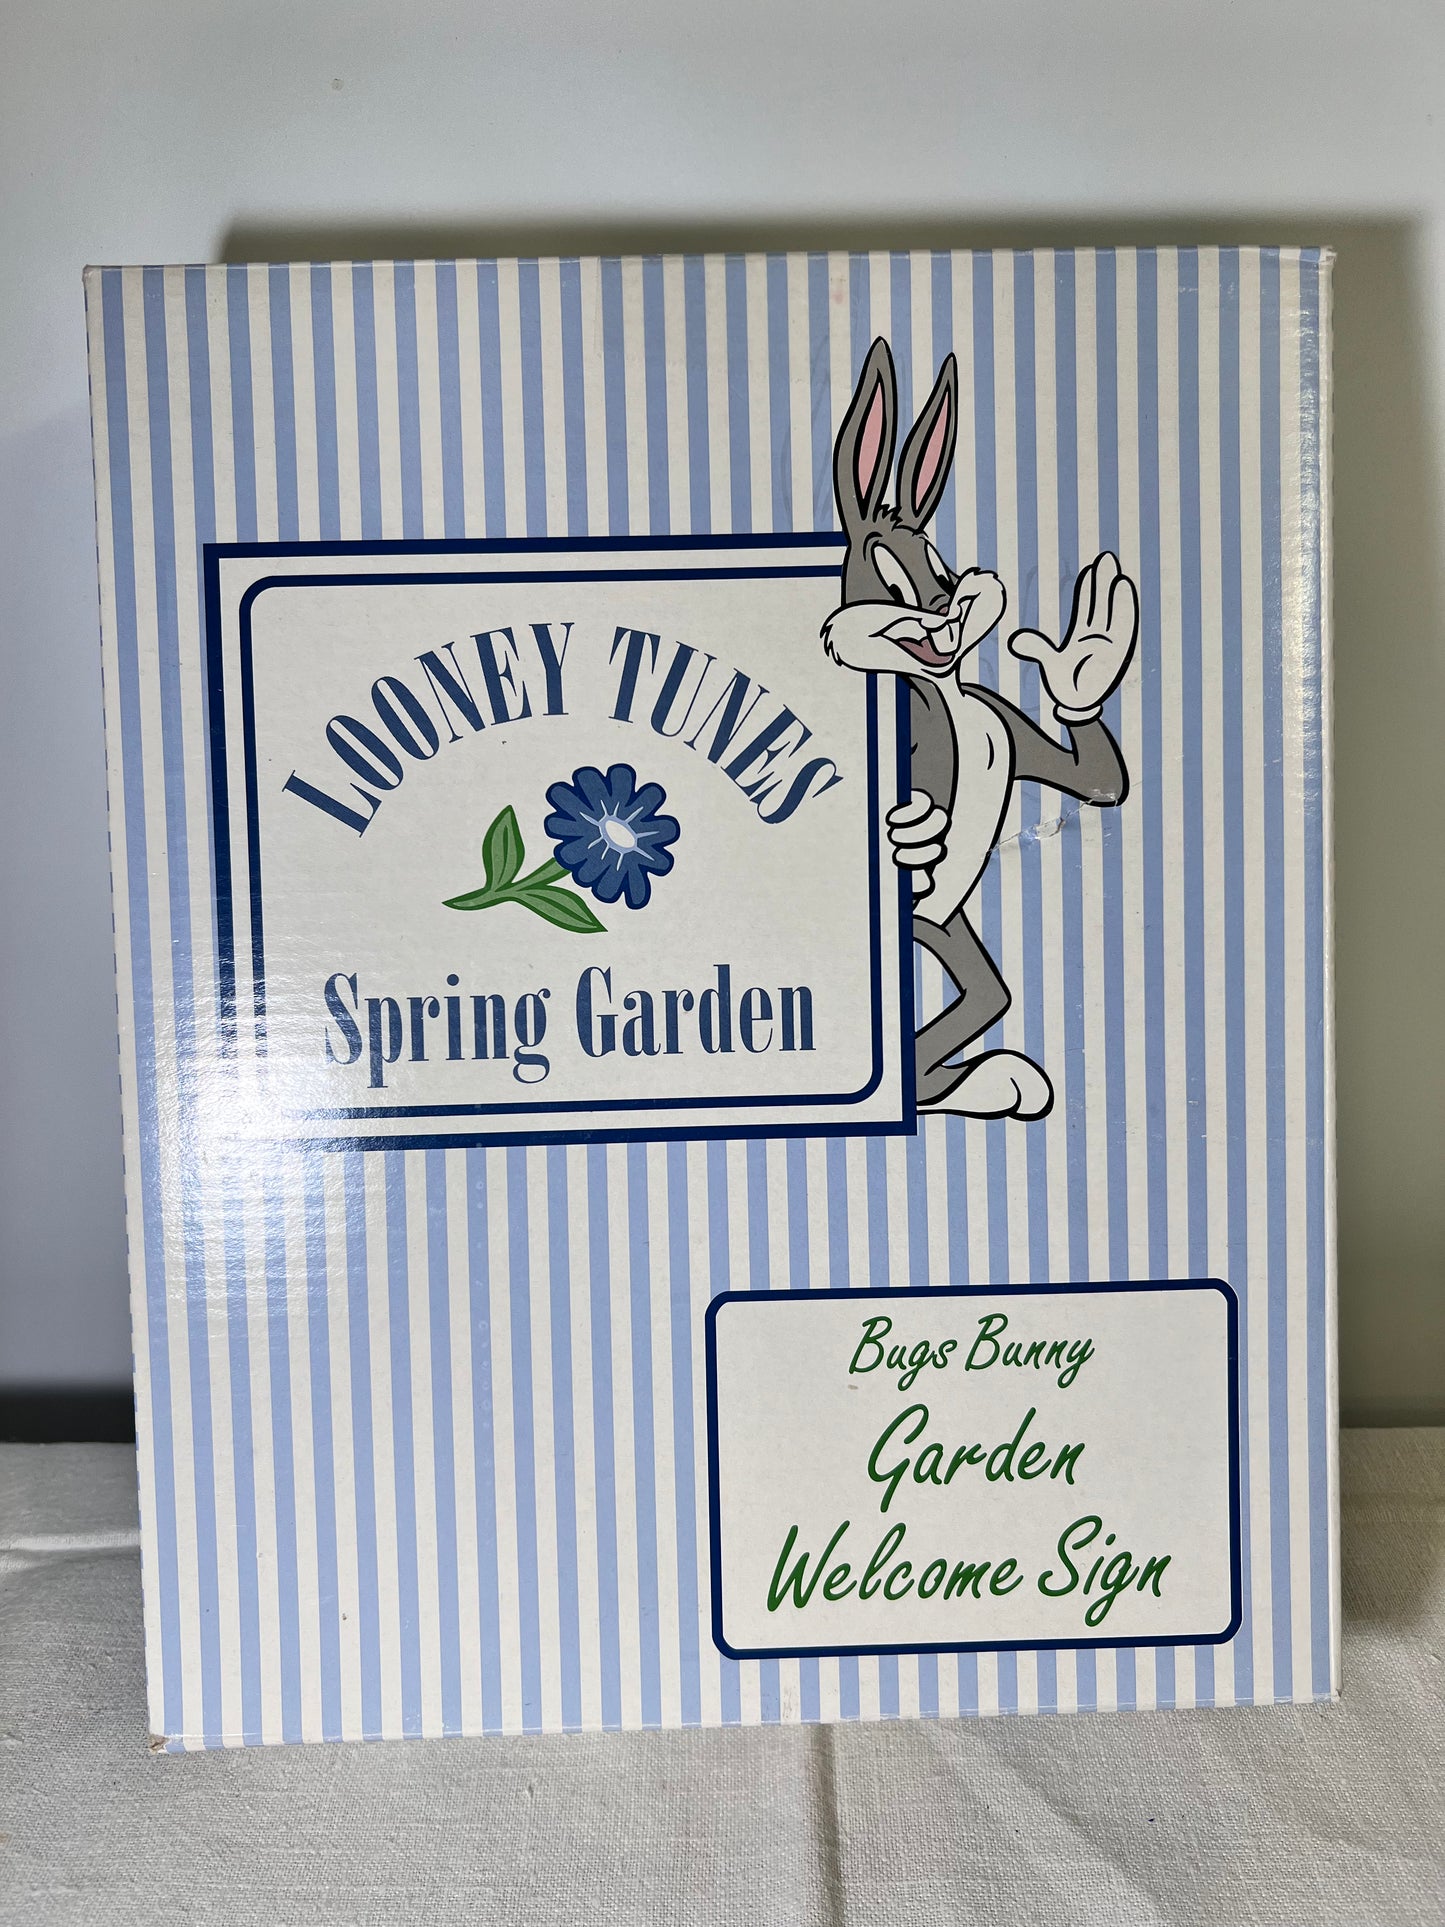 LOONEY TUNES
Spring Garden
Bugs Bunny
Garden
Welcome Sign